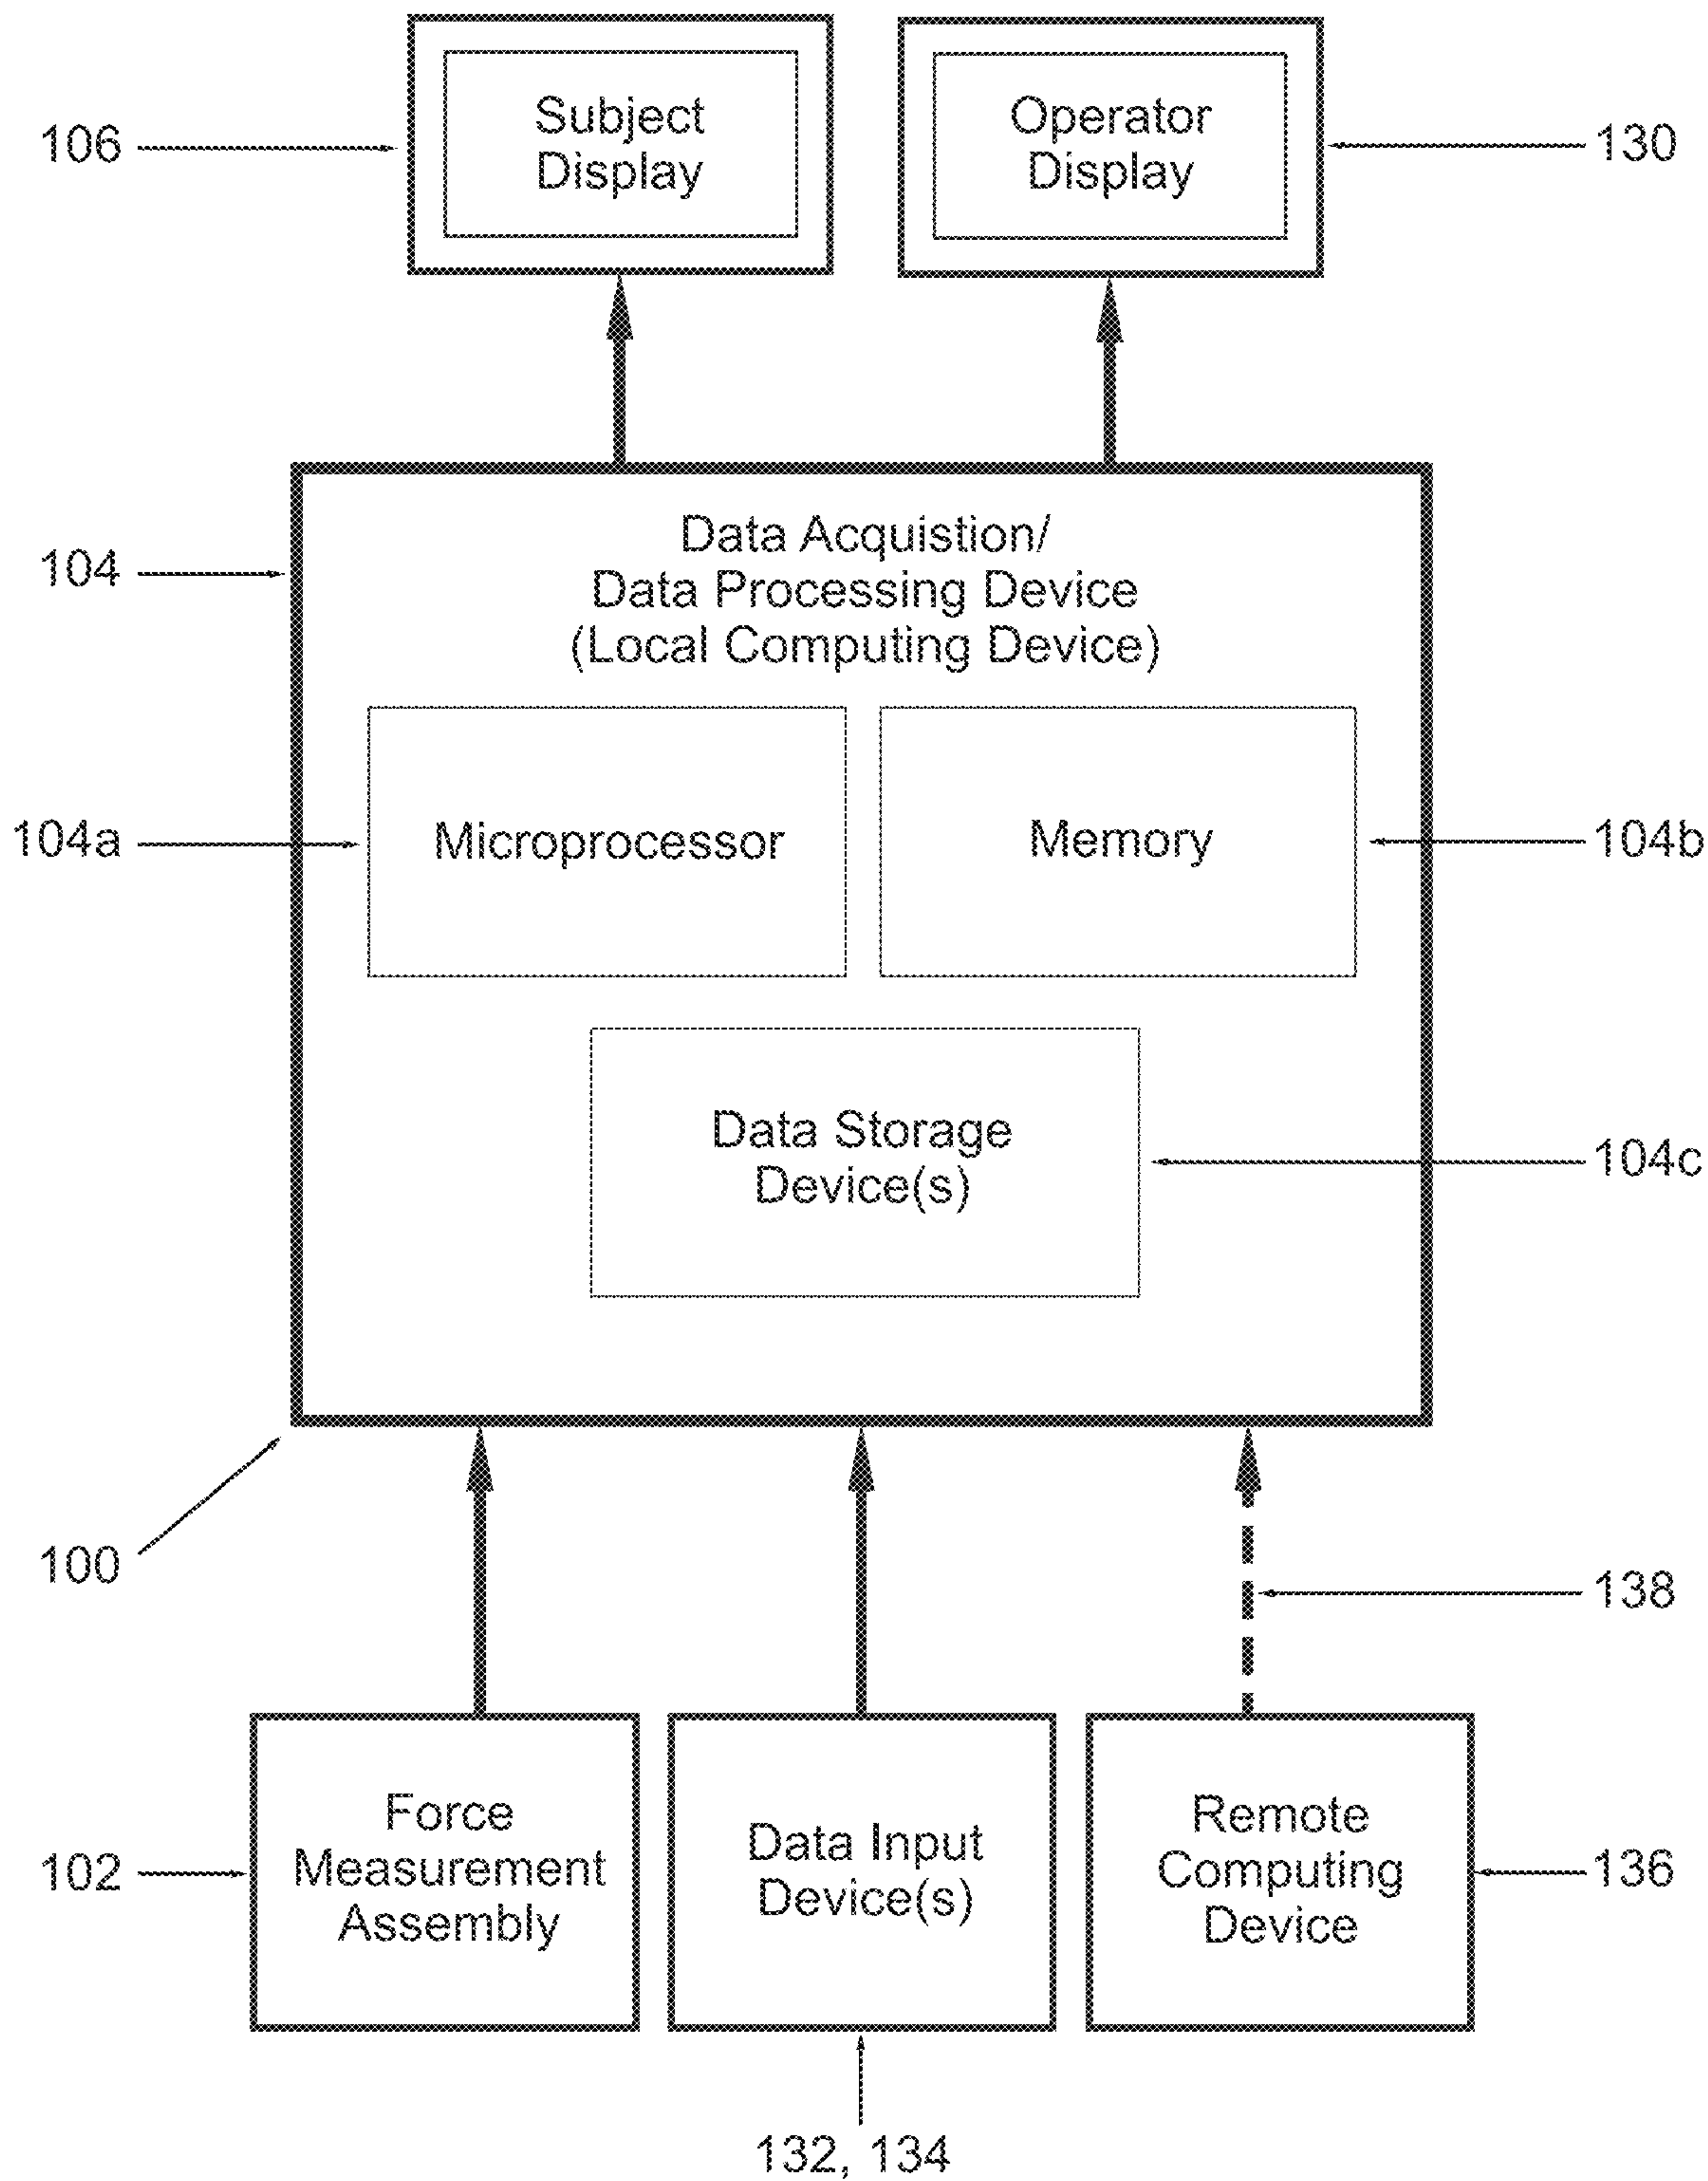 106
Subject
Display
Operator
Display
130
104
Data Acquistion/
Data Processing Device
(Local Computing Device)
104a
Microprocessor
Memory
104b
Data Storage
Device(s)
104c
100
138
102
Force
Measurement
Assembly
Data Input
Device(s)
Remote
Computing
Device
136
132, 134